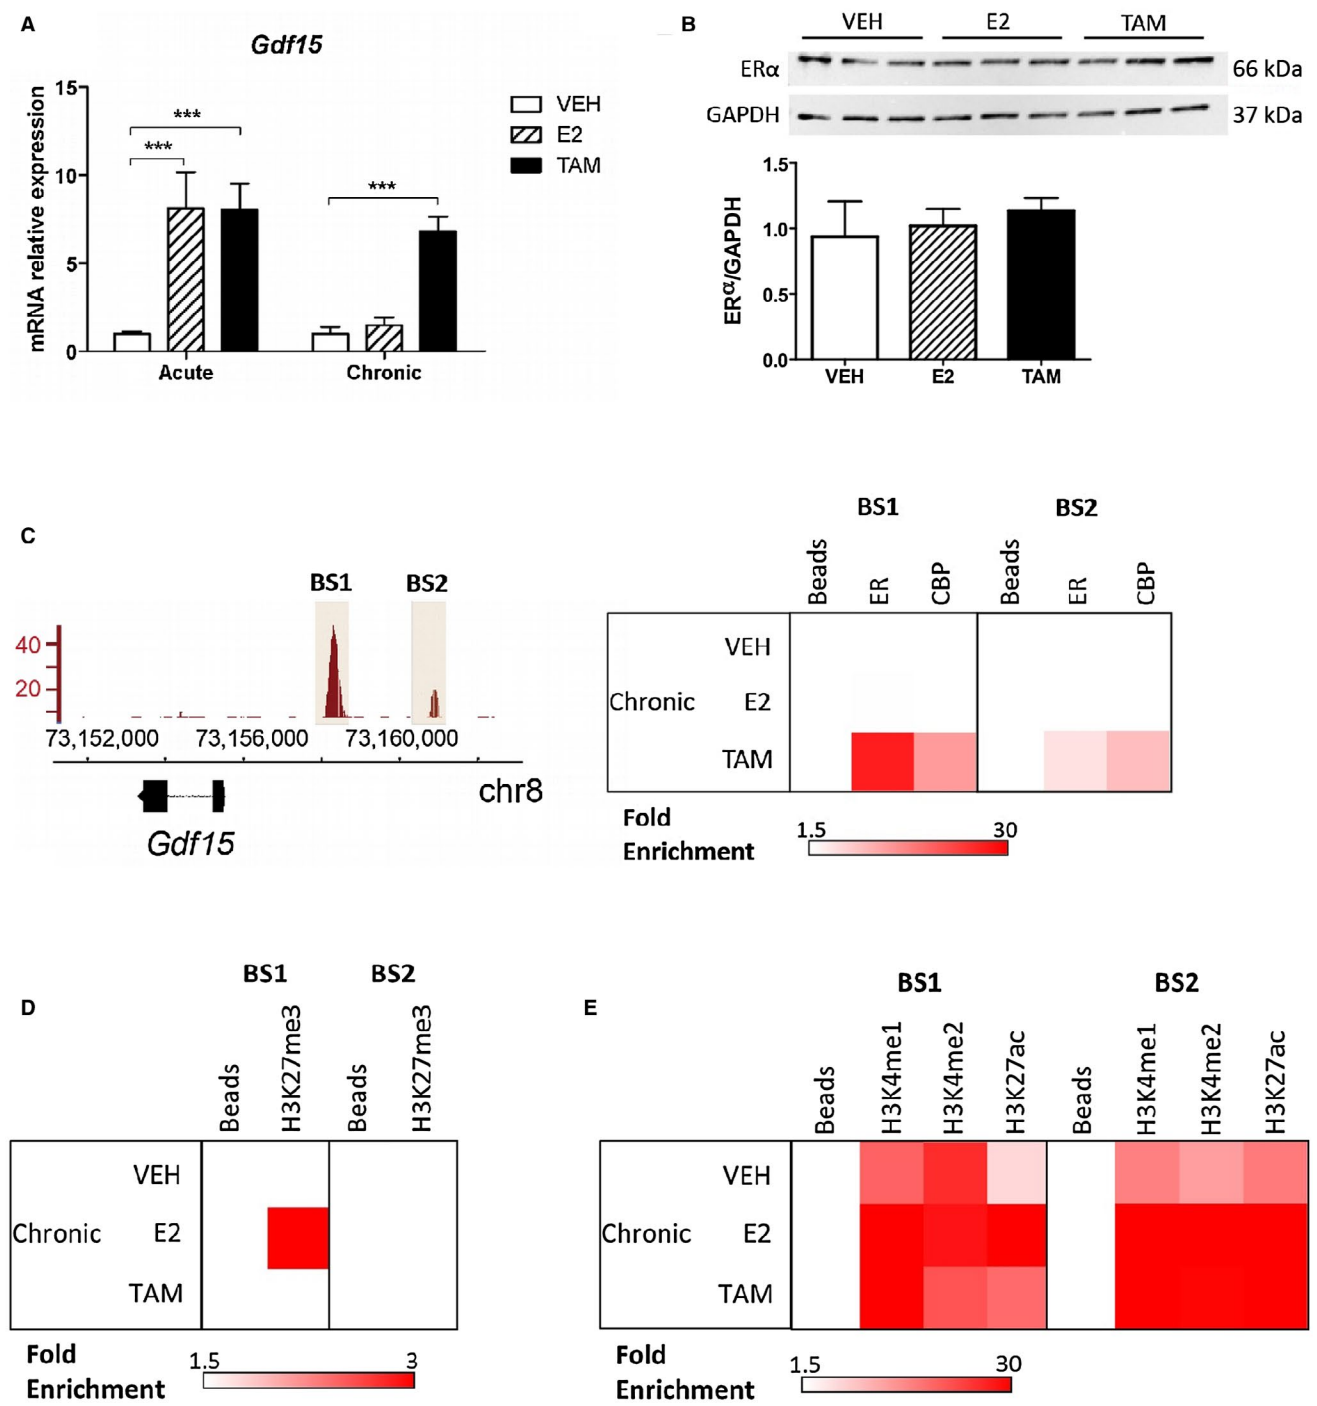 A
Gdf15
mRNA relative expression
15
10
5
0
***
***
***
Acute
Chronic
VEH
E2
TAM
B
VEH E2 TAM
ERα 66 kDa
GAPDH 37 kDa
ERα/GAPDH
1.5
1.0
0.5
0.0
VEH E2 TAM
C
BS1 BS2
40
20
73,152,000 73,156,000 73,160,000
chr8
Gdf15
BS1 BS2
Beads ER CBP Beads ER CBP
VEH
Chronic E2
TAM
Fold
Enrichment
1.5 30
D
BS1 BS2
Beads H3K27me3 Beads H3K27me3
VEH
Chronic E2
TAM
Fold
Enrichment
1.5 3
E
BS1 BS2
Beads H3K4me1 H3K4me2 H3K27ac Beads H3K4me1 H3K4me2 H3K27ac
VEH
Chronic E2
TAM
Fold
Enrichment
1.5 30